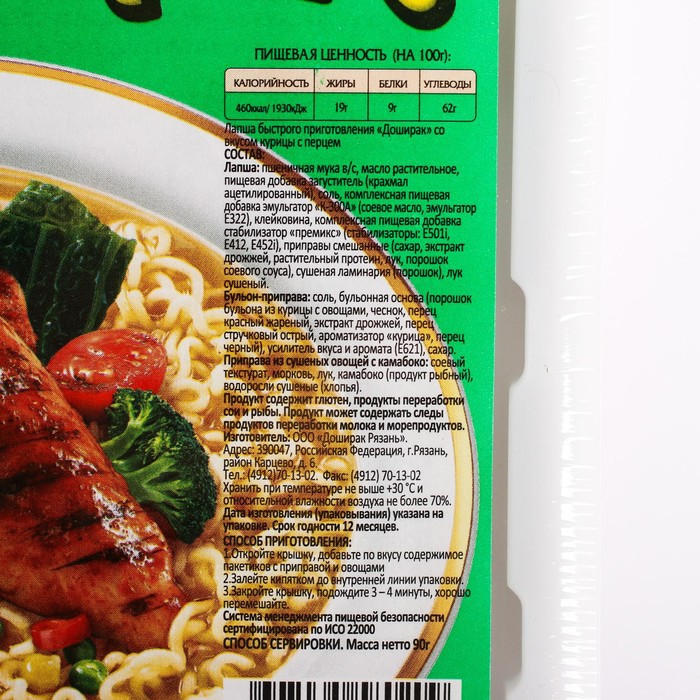 ПИЩЕВАЯ ЦЕННОСТЬ (НА 100г):
КАЛОРИЙНОСТЬ ЖИРЫ БЕЛКИ УГЛЕВОДЫ
460ккал/ 1930кДж 19г 9г 62г
Лапша быстрого приготовления «Доширак» со
вкусом курицы с перцем
СОСТАВ:
Лапша: пшеничная мука в/с, масло растительное,
пищевая добавка загуститель (крахмал
ацетилированный), соль, комплексная пищевая
добавка эмульгатор «К-300А» (соевое масло, эмульгатор
Е322), клейковина, комплексная пищевая добавка
стабилизатор «премикс» (стабилизаторы: Е501i,
Е412, Е452i), приправы смешанные (сахар, экстракт
дрожжей, растительный протеин, лук, порошок
соевого соуса), сушеная ламинария (порошок), лук
сушеный.
Бульон-приправа: соль, бульонная основа (порошок
бульона из курицы с овощами, чеснок, перец
красный жареный, экстракт дрожжей, перец
стручковый острый, ароматизатор «курица», перец
черный), усилитель вкуса и аромата (Е621), сахар.
Приправа из сушеных овощей с камабоко: соевый
текстурат, морковь, лук, камабоко (продукт рыбный),
водоросли сушеные (хлопья).
Продукт содержит глютен, продукты переработки
сои и рыбы. Продукт может содержать следы
продуктов переработки молока и морепродуктов.
Изготовитель: ООО «Доширак Рязань».
Адрес: 390047, Российская Федерация, г.Рязань,
район Карцево, д. 6.
Тел.: (4912)70-13-02. Факс: (4912) 70-13-02
Хранить при температуре не выше +30 °С и
относительной влажности воздуха не более 70%.
Дата изготовления (упаковывания) указана на
упаковке. Срок годности 12 месяцев.
СПОСОБ ПРИГОТОВЛЕНИЯ:
1.Откройте крышку, добавьте по вкусу содержимое
пакетиков с приправой и овощами
2.Залейте кипятком до внутренней линии упаковки.
3.Закройте крышку, подождите 3 – 4 минуты, хорошо
перемешайте.
Система менеджмента пищевой безопасности
сертифицирована по ИСО 22000
СПОСОБ СЕРВИРОВКИ. Масса нетто 90г